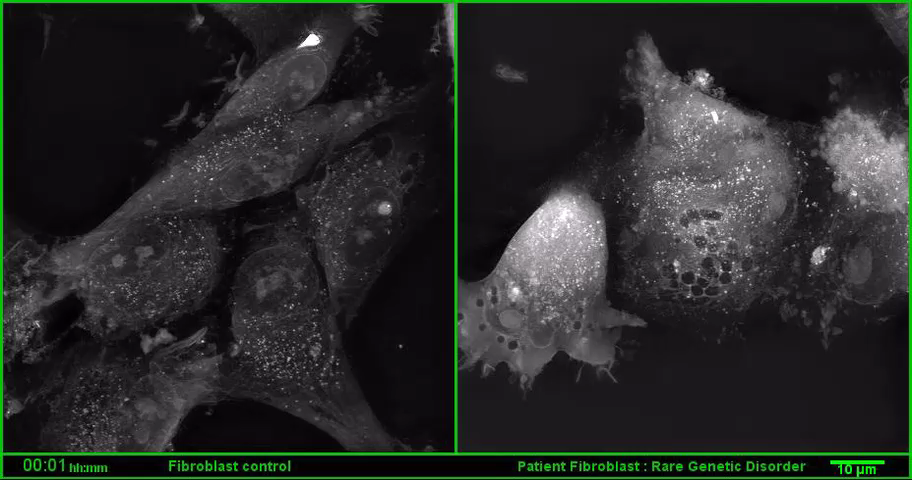 00:01 hh:mm
Fibroblast control
Patient Fibroblast : Rare Genetic Disorder
10 µm